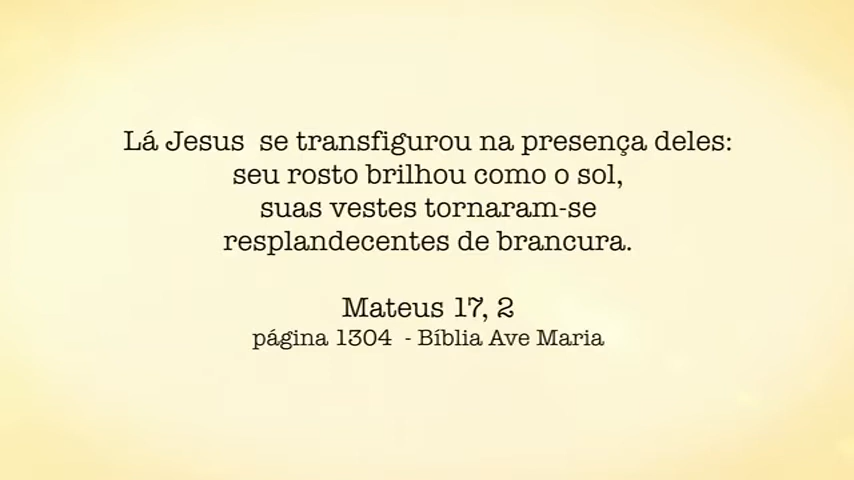 Lá Jesus  se transfigurou na presença deles:
seu rosto brilhou como o sol,
suas vestes tornaram-se
resplandecentes de brancura.
Mateus 17, 2
página 1304  - Bíblia Ave Maria